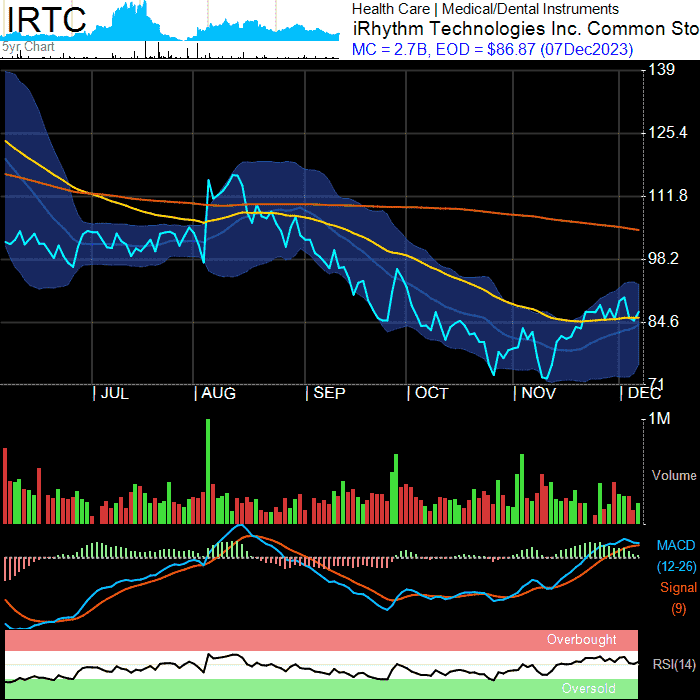 IRTC
5yr. Chart
Health Care | Medical/Dental Instruments
iRhythm Technologies Inc. Common Sto
MC = 2.7B, EOD = $86.87 (07Dec2023)
139
125.4
111.8
98.2
84.6
71
JUL
AUG
SEP
OCT
NOV
DEC
1M
Volume
MACD
(12-26)
Signal
(9)
Overbought
RSI(14)
Oversold